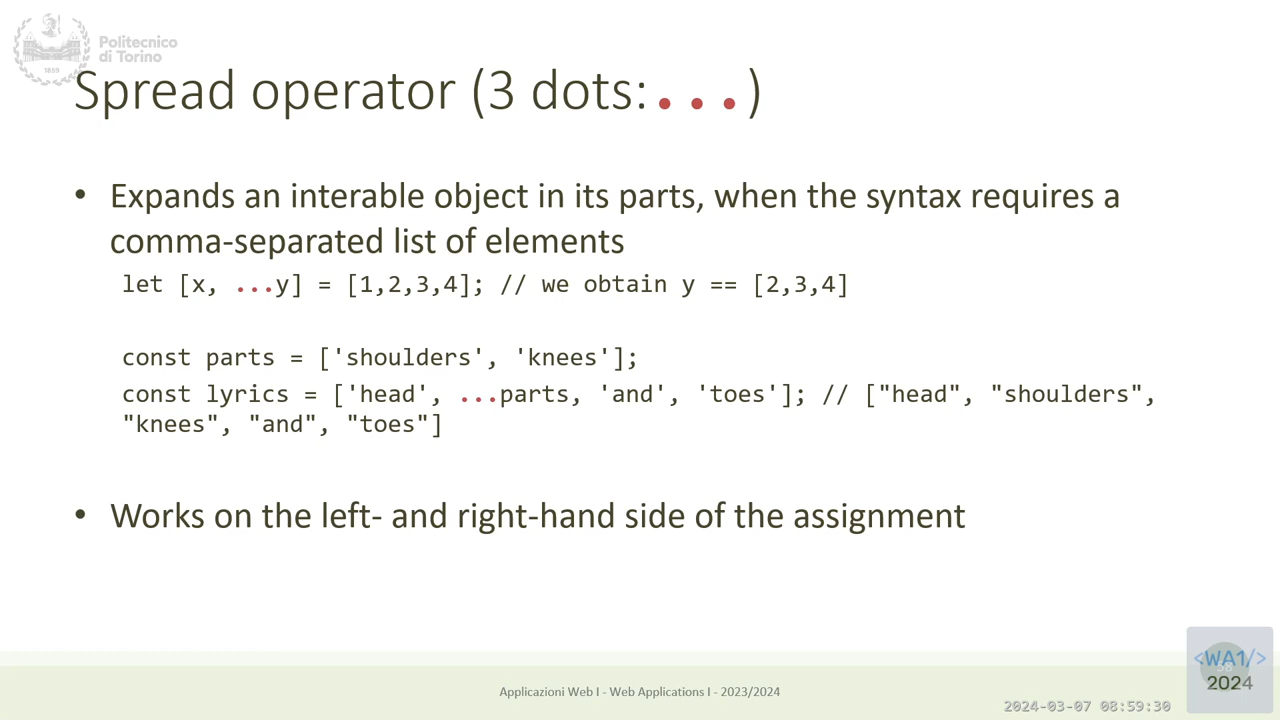 Politecnico
di Torino
1859
Spread operator (3 dots:...)
• Expands an interable object in its parts, when the syntax requires a
comma-separated list of elements
let [x, ...y] = [1,2,3,4]; // we obtain y == [2,3,4]
const parts = ['shoulders', 'knees'];
const lyrics = ['head', ...parts, 'and', 'toes']; // ["head", "shoulders",
"knees", "and", "toes"]
• Works on the left- and right-hand side of the assignment
<WA1/>
2024
Applicazioni Web I - Web Applications I - 2023/2024
2024-03-07 08:59:30